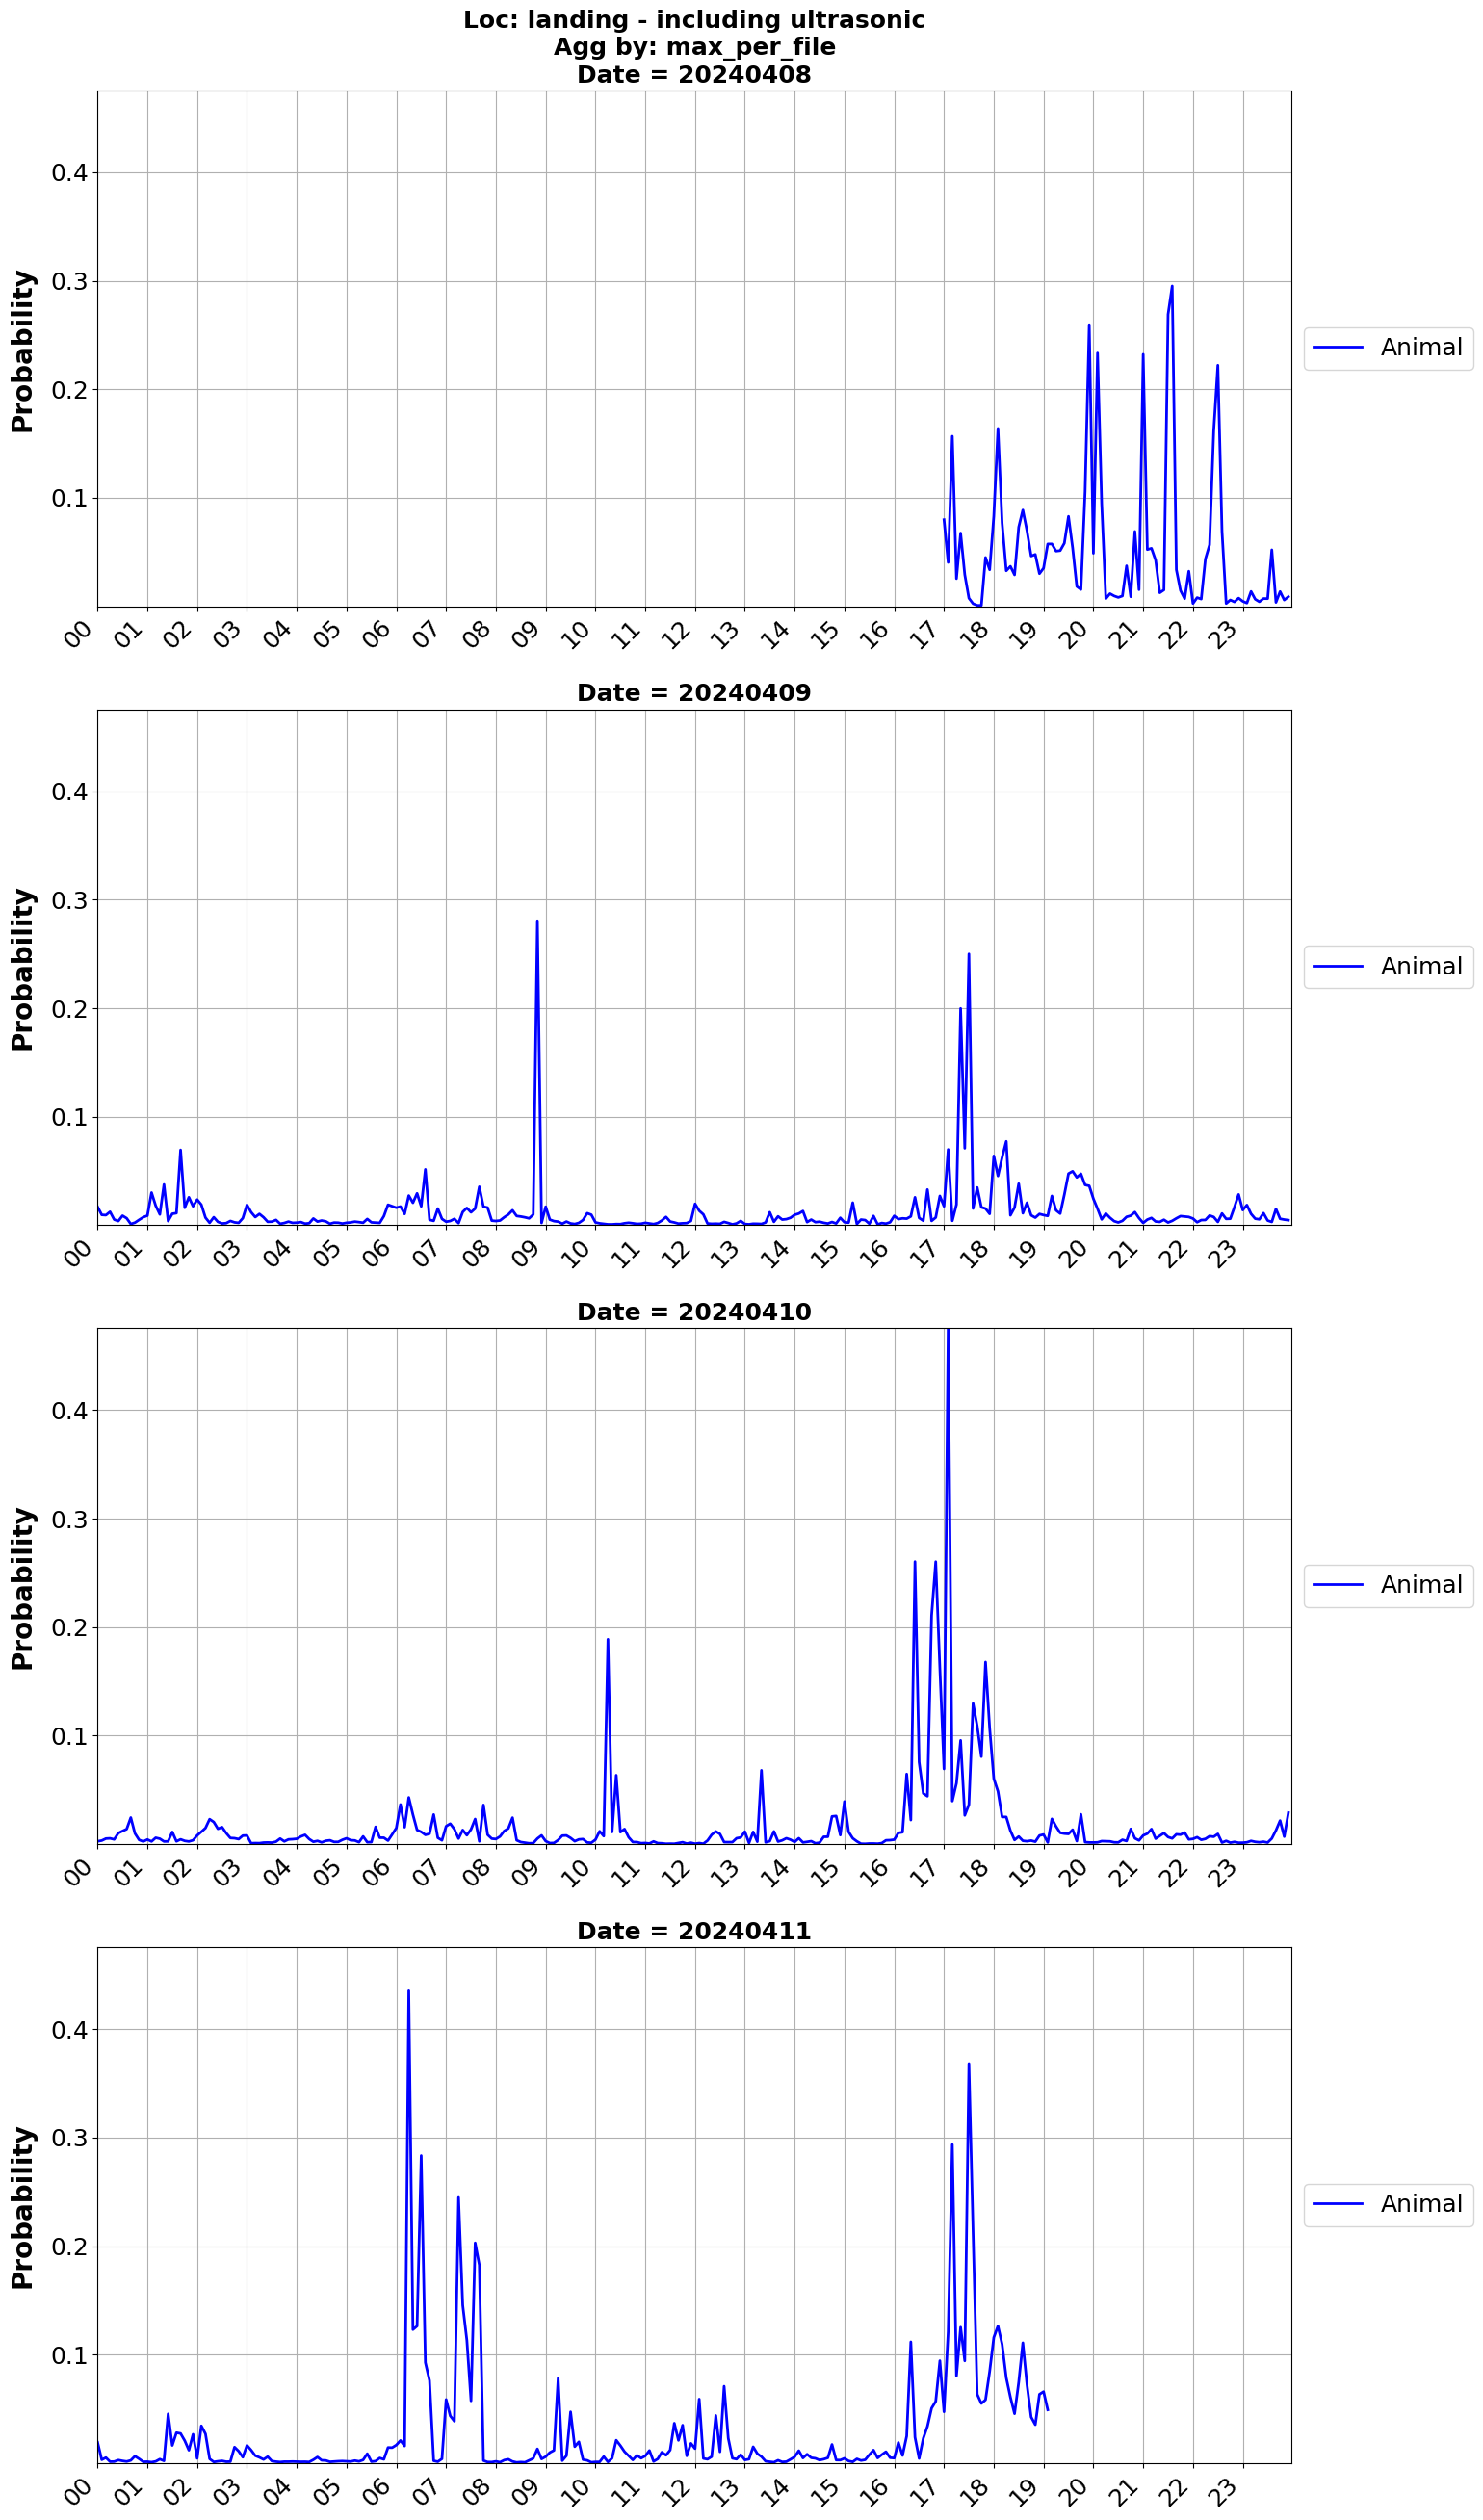 Loc: landing - including ultrasonic
Agg by: max_per_file
Date = 20240408
Probability
0.4
0.3
0.2
0.1
Animal
00 01 02 03 04 05 06 07 08 09 10 11 12 13 14 15 16 17 18 19 20 21 22 23
Date = 20240409
Probability
0.4
0.3
0.2
0.1
Animal
00 01 02 03 04 05 06 07 08 09 10 11 12 13 14 15 16 17 18 19 20 21 22 23
Date = 20240410
Probability
0.4
0.3
0.2
0.1
Animal
00 01 02 03 04 05 06 07 08 09 10 11 12 13 14 15 16 17 18 19 20 21 22 23
Date = 20240411
Probability
0.4
0.3
0.2
0.1
Animal
00 01 02 03 04 05 06 07 08 09 10 11 12 13 14 15 16 17 18 19 20 21 22 23